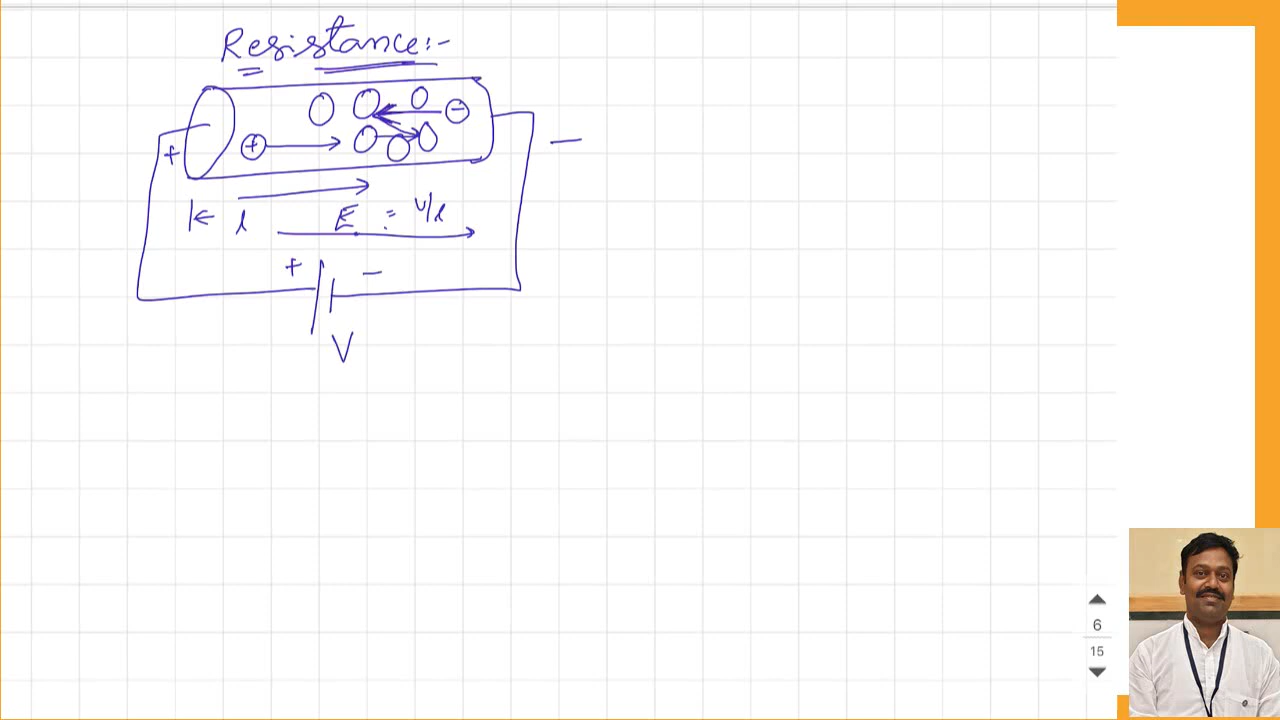 Resistance:-
+ -
l E = V/l
+ -
V
6
15